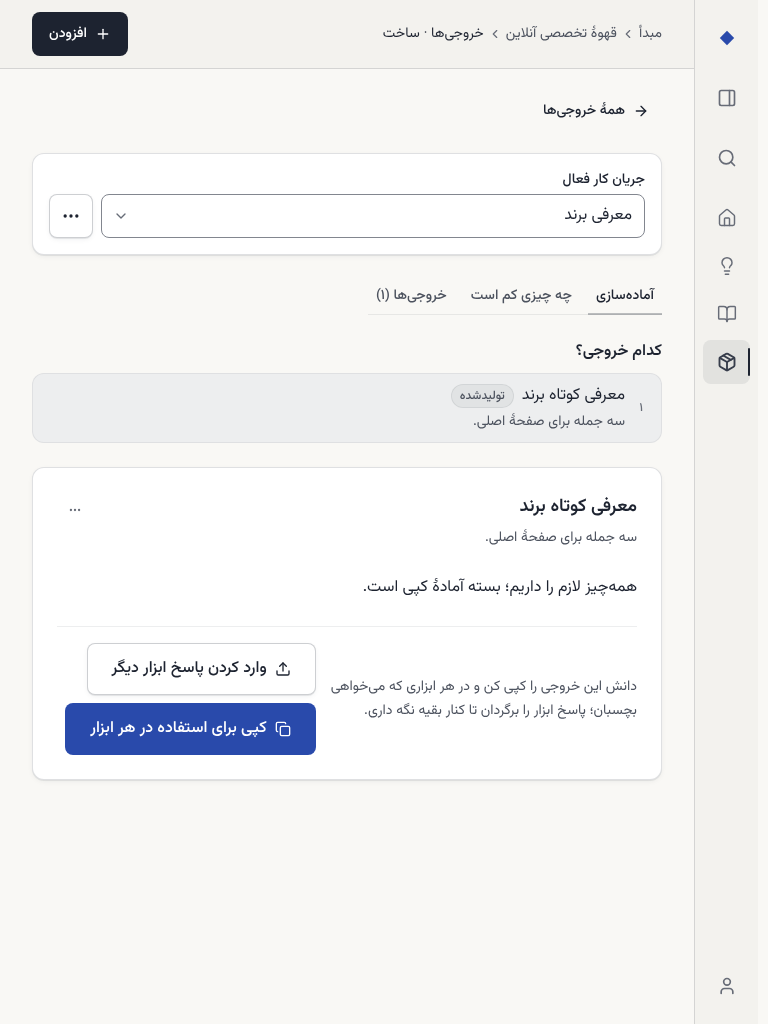 مبدأ › قهوهٔ تخصصی آنلاین › خروجی‌ها · ساخت
افزودن
همهٔ خروجی‌ها
جریان کار فعال
معرفی برند
آماده‌سازی
چه چیزی کم است
خروجی‌ها (۱)
کدام خروجی؟
۱
معرفی کوتاه برند تولیدشده
سه جمله برای صفحهٔ اصلی.
معرفی کوتاه برند
سه جمله برای صفحهٔ اصلی.
همه‌چیز لازم را داریم؛ بسته آمادهٔ کپی است.
دانش این خروجی را کپی کن و در هر ابزاری که می‌خواهی
بچسبان؛ پاسخ ابزار را برگردان تا کنار بقیه نگه داری.
وارد کردن پاسخ ابزار دیگر
کپی برای استفاده در هر ابزار